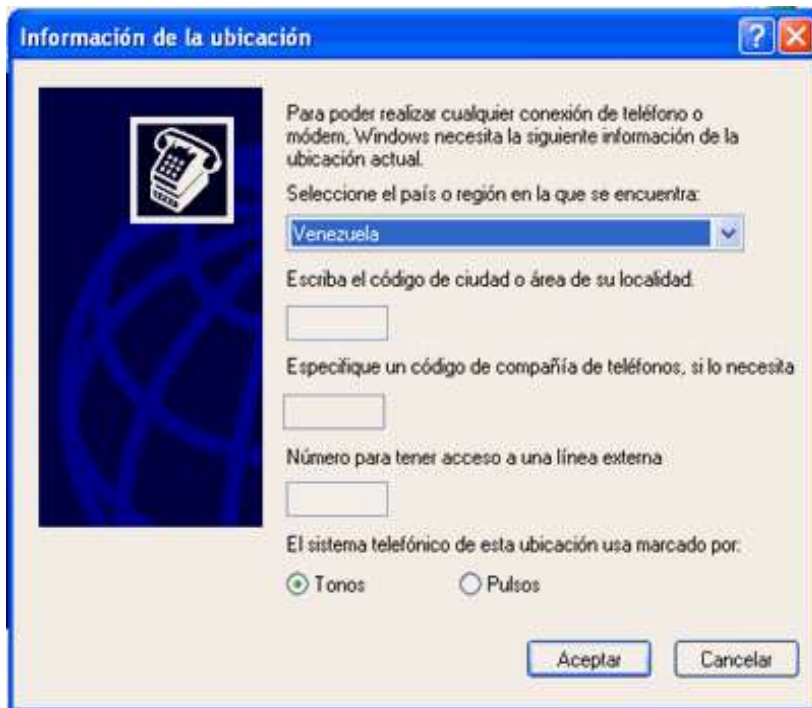 Información de la ubicación
Para poder realizar cualquier conexión de teléfono o
módem, Windows necesita la siguiente información de la
ubicación actual.
Seleccione el país o región en la que se encuentra:
Venezuela
Escriba el código de ciudad o área de su localidad.
Especifique un código de compañía de teléfonos, si lo necesita
Número para tener acceso a una línea externa
El sistema telefónico de esta ubicación usa marcado por:
Tonos Pulsos
Aceptar Cancelar